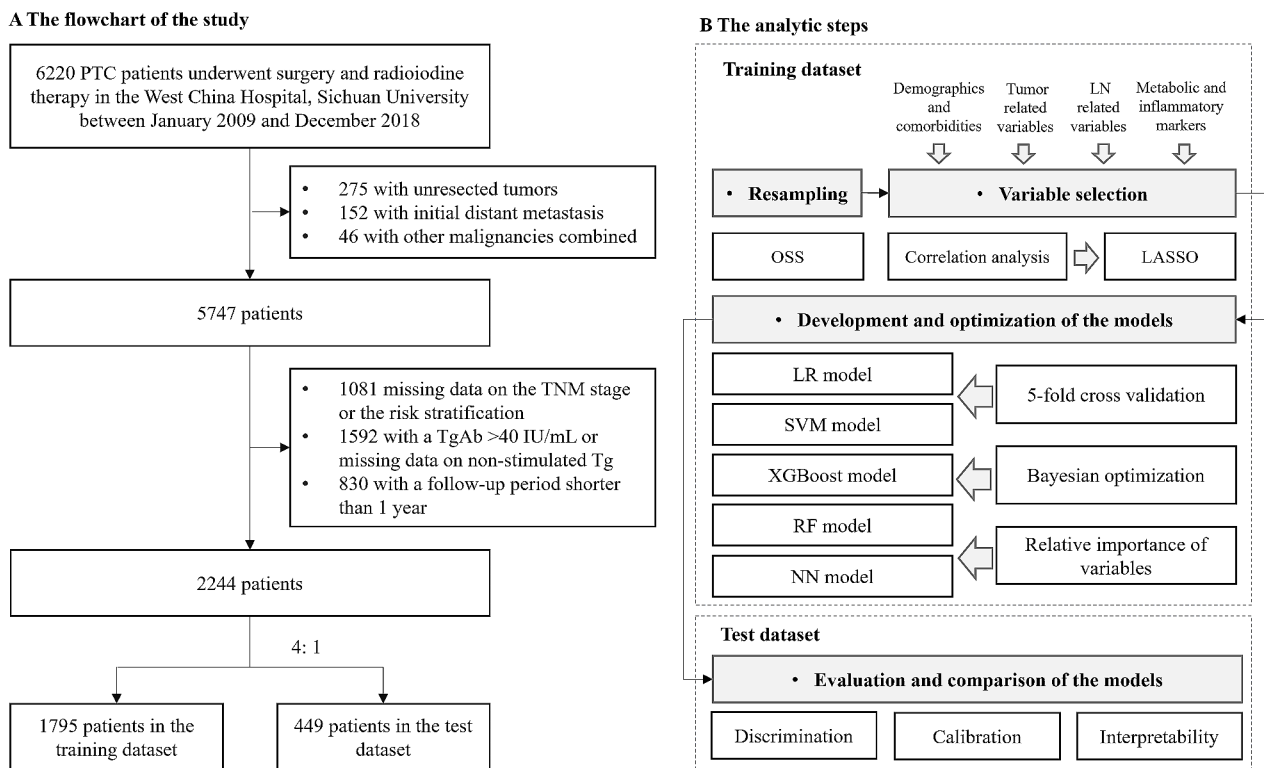 A The flowchart of the study
6220 PTC patients underwent surgery and radioiodine
therapy in the West China Hospital, Sichuan University
between January 2009 and December 2018
• 275 with unresected tumors
• 152 with initial distant metastasis
• 46 with other malignancies combined
5747 patients
• 1081 missing data on the TNM stage
or the risk stratification
• 1592 with a TgAb >40 IU/mL or
missing data on non-stimulated Tg
• 830 with a follow-up period shorter
than 1 year
2244 patients
4: 1
1795 patients in the
training dataset
449 patients in the test
dataset
B The analytic steps
Training dataset
Demographics
and
comorbidities
Tumor
related
variables
LN
related
variables
Metabolic and
inflammatory
markers
• Resampling
• Variable selection
OSS
Correlation analysis
LASSO
• Development and optimization of the models
LR model
SVM model
XGBoost model
RF model
NN model
5-fold cross validation
Bayesian optimization
Relative importance of
variables
Test dataset
• Evaluation and comparison of the models
Discrimination
Calibration
Interpretability